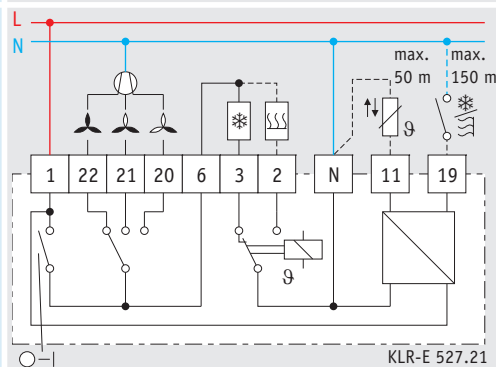 L
N
max. max.
50 m 150 m
ϑ
1 22 21 20 6 3 2 N 11 19
ϑ
KLR-E 527.21